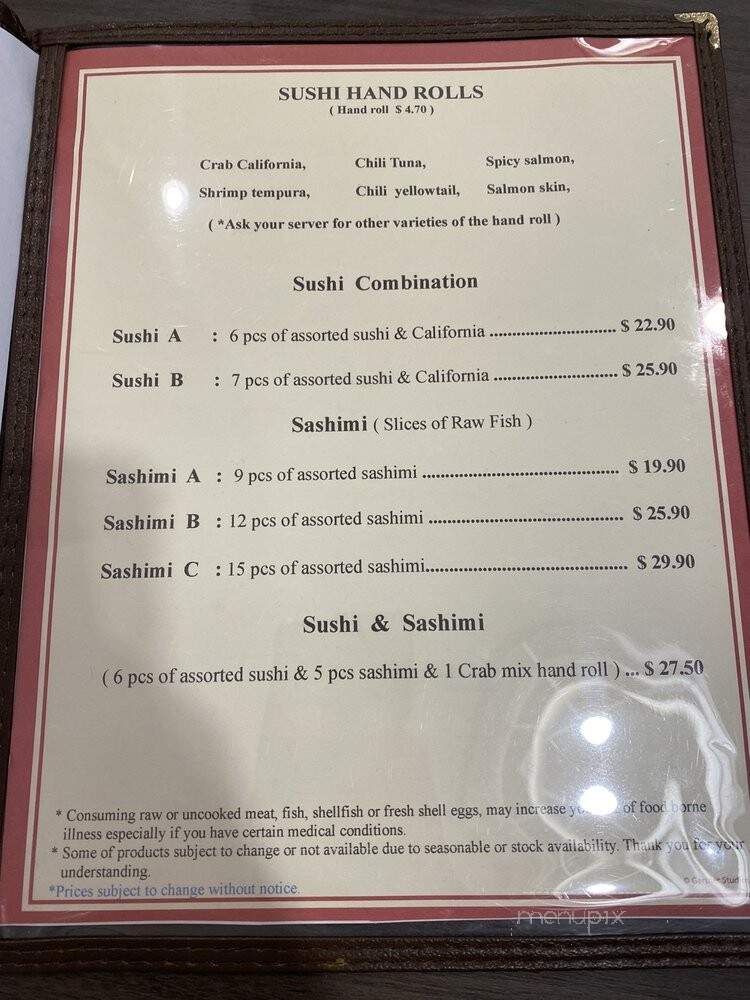 SUSHI HAND ROLLS
( Hand roll $ 4.70 )
Crab California, Chili Tuna, Spicy salmon,
Shrimp tempura, Chili yellowtail, Salmon skin,
( *Ask your server for other varieties of the hand roll )
Sushi Combination
Sushi A : 6 pcs of assorted sushi & California .............................. $ 22.90
Sushi B : 7 pcs of assorted sushi & California .............................. $ 25.90
Sashimi ( Slices of Raw Fish )
Sashimi A : 9 pcs of assorted sashimi ............................................... $ 19.90
Sashimi B : 12 pcs of assorted sashimi .............................................. $ 25.90
Sashimi C : 15 pcs of assorted sashimi................................................ $ 29.90
Sushi & Sashimi
( 6 pcs of assorted sushi & 5 pcs sashimi & 1 Crab mix hand roll ) ... $ 27.50
* Consuming raw or uncooked meat, fish, shellfish or fresh shell eggs, may increase of food borne
illness especially if you have certain medical conditions.
* Some of products subject to change or not available due to seasonable or stock availability. Thank you for your
understanding.
*Prices subject to change without notice.
menupix